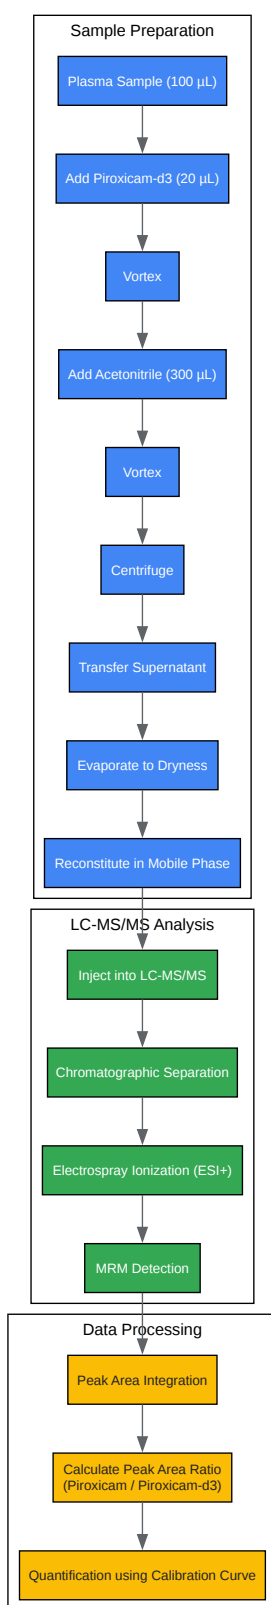 Sample Preparation
Plasma Sample (100 µL)
Add Piroxicam-d3 (20 µL)
Vortex
Add Acetonitrile (300 µL)
Vortex
Centrifuge
Transfer Supernatant
Evaporate to Dryness
Reconstitute in Mobile Phase
LC-MS/MS Analysis
Inject into LC-MS/MS
Chromatographic Separation
Electrospray Ionization (ESI+)
MRM Detection
Data Processing
Peak Area Integration
Calculate Peak Area Ratio
(Piroxicam / Piroxicam-d3)
Quantification using Calibration Curve